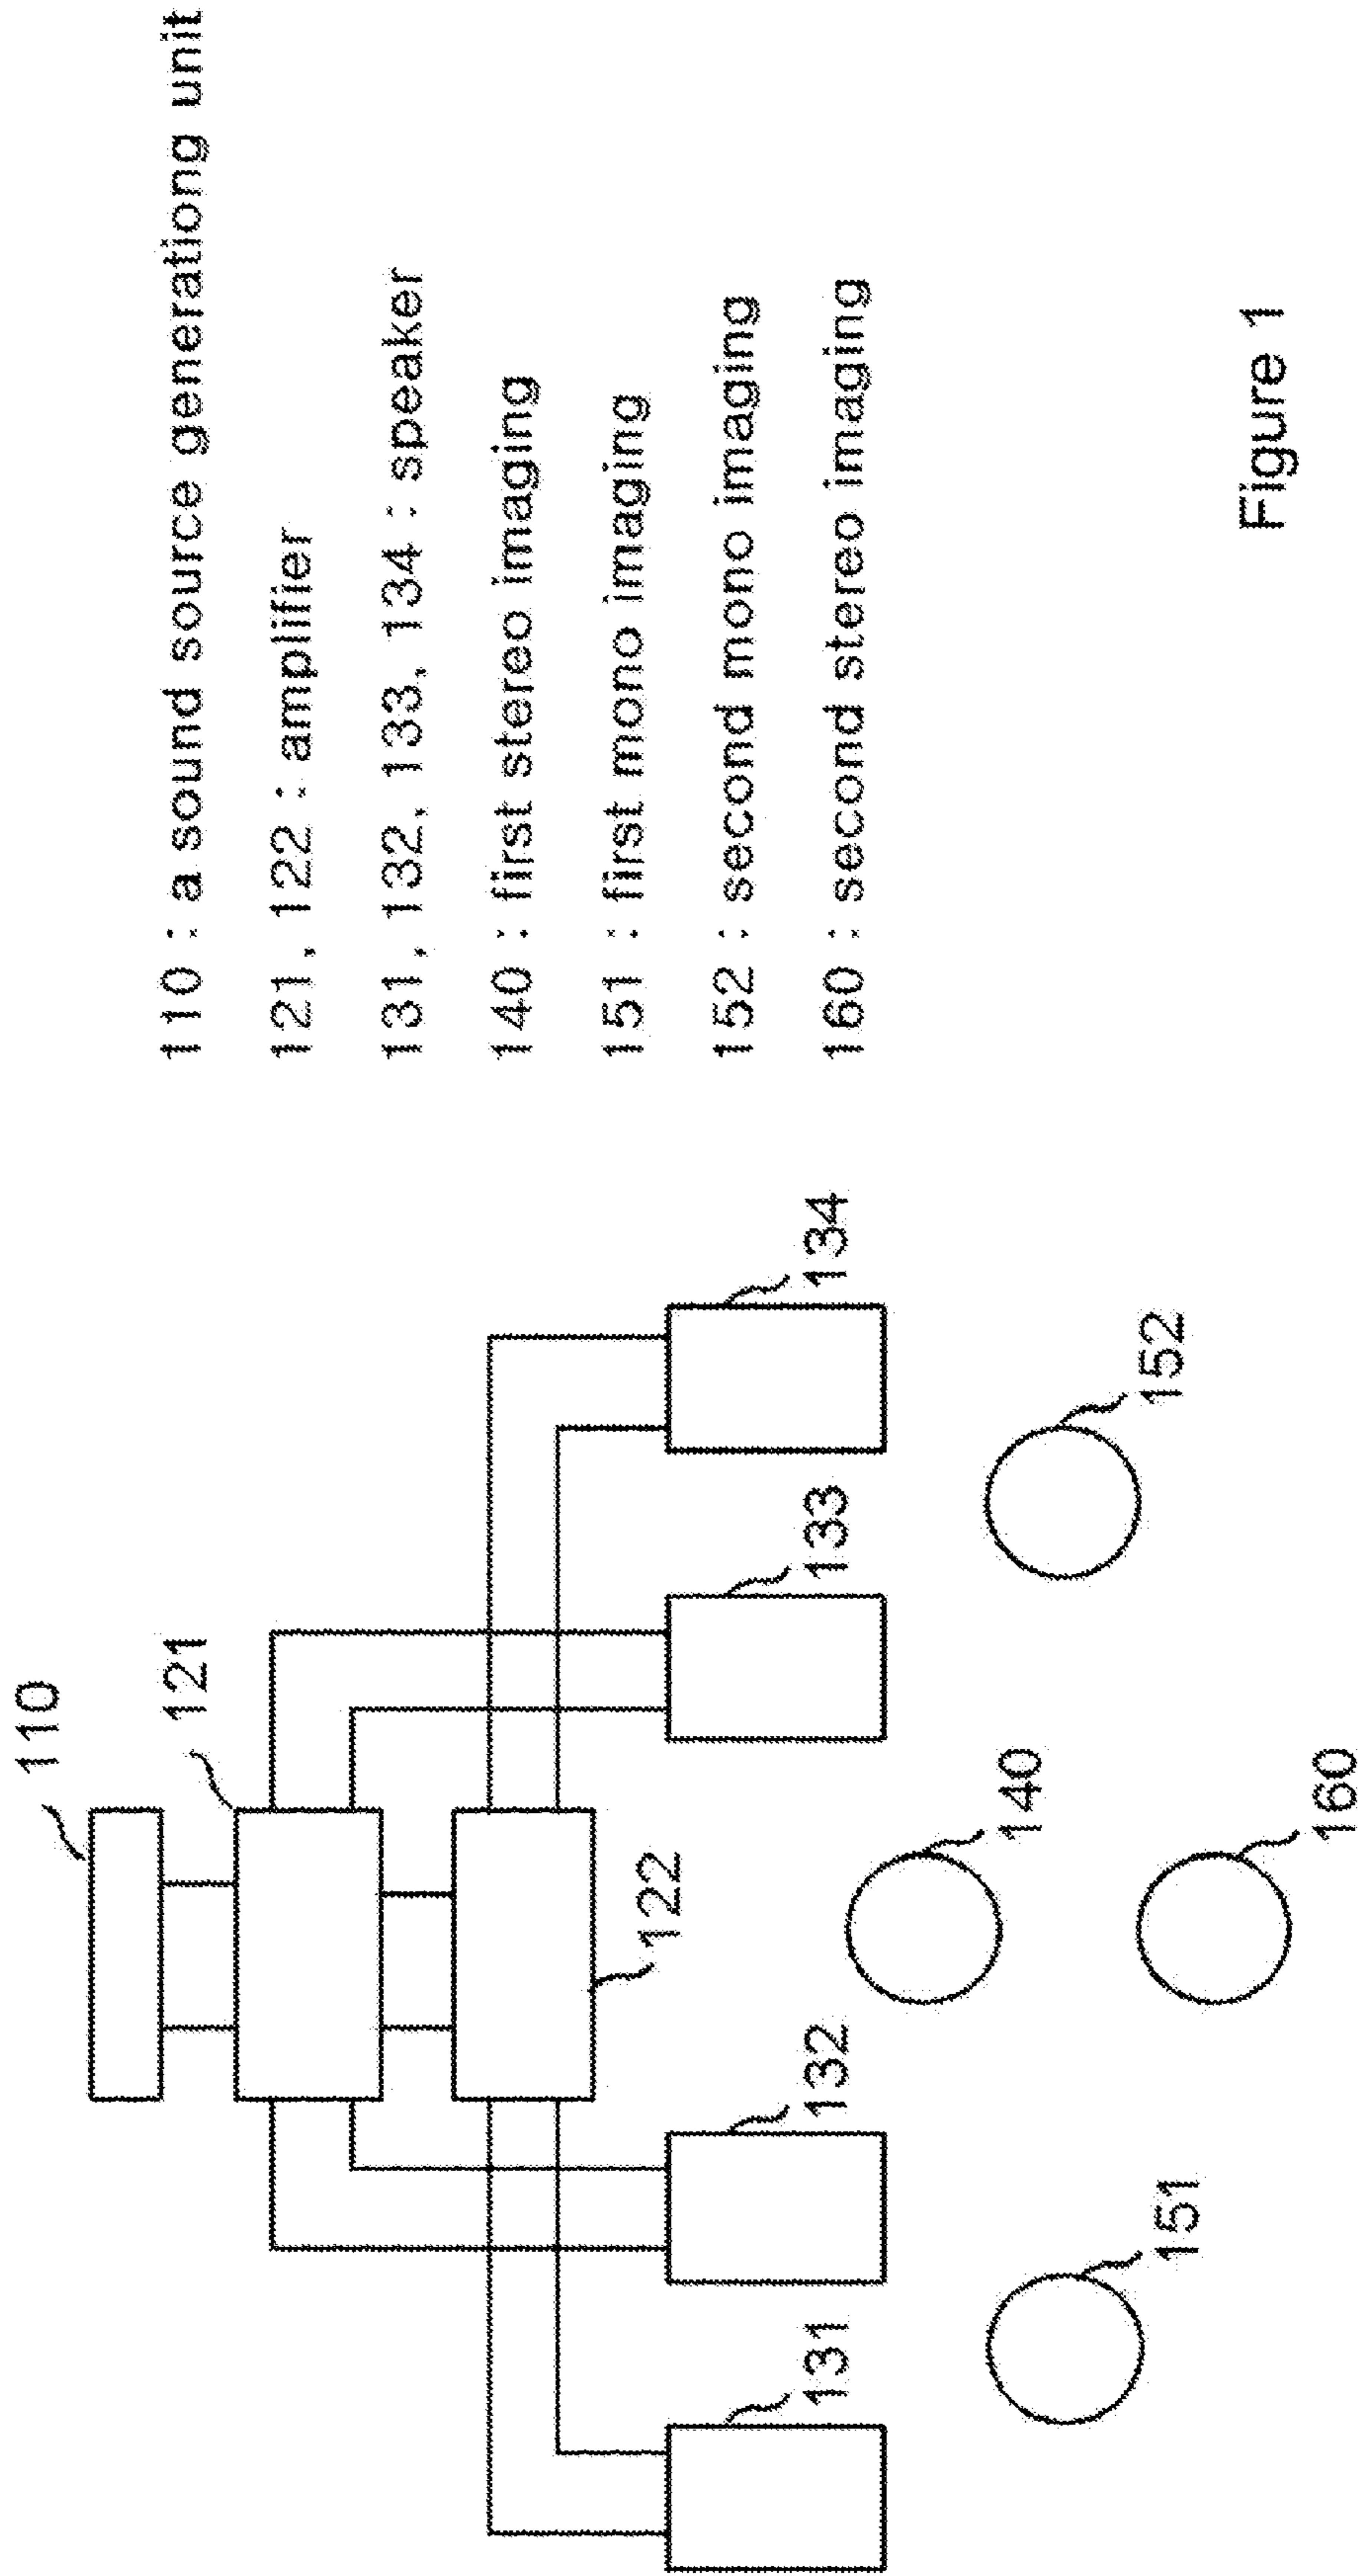 110
121
122
131
132
133
134
140
151
152
160
110 : a sound source generationg unit
121, 122 : amplifier
131, 132, 133, 134 : speaker
140 : first stereo imaging
151 : first mono imaging
152 : second mono imaging
160 : second stereo imaging
Figure 1